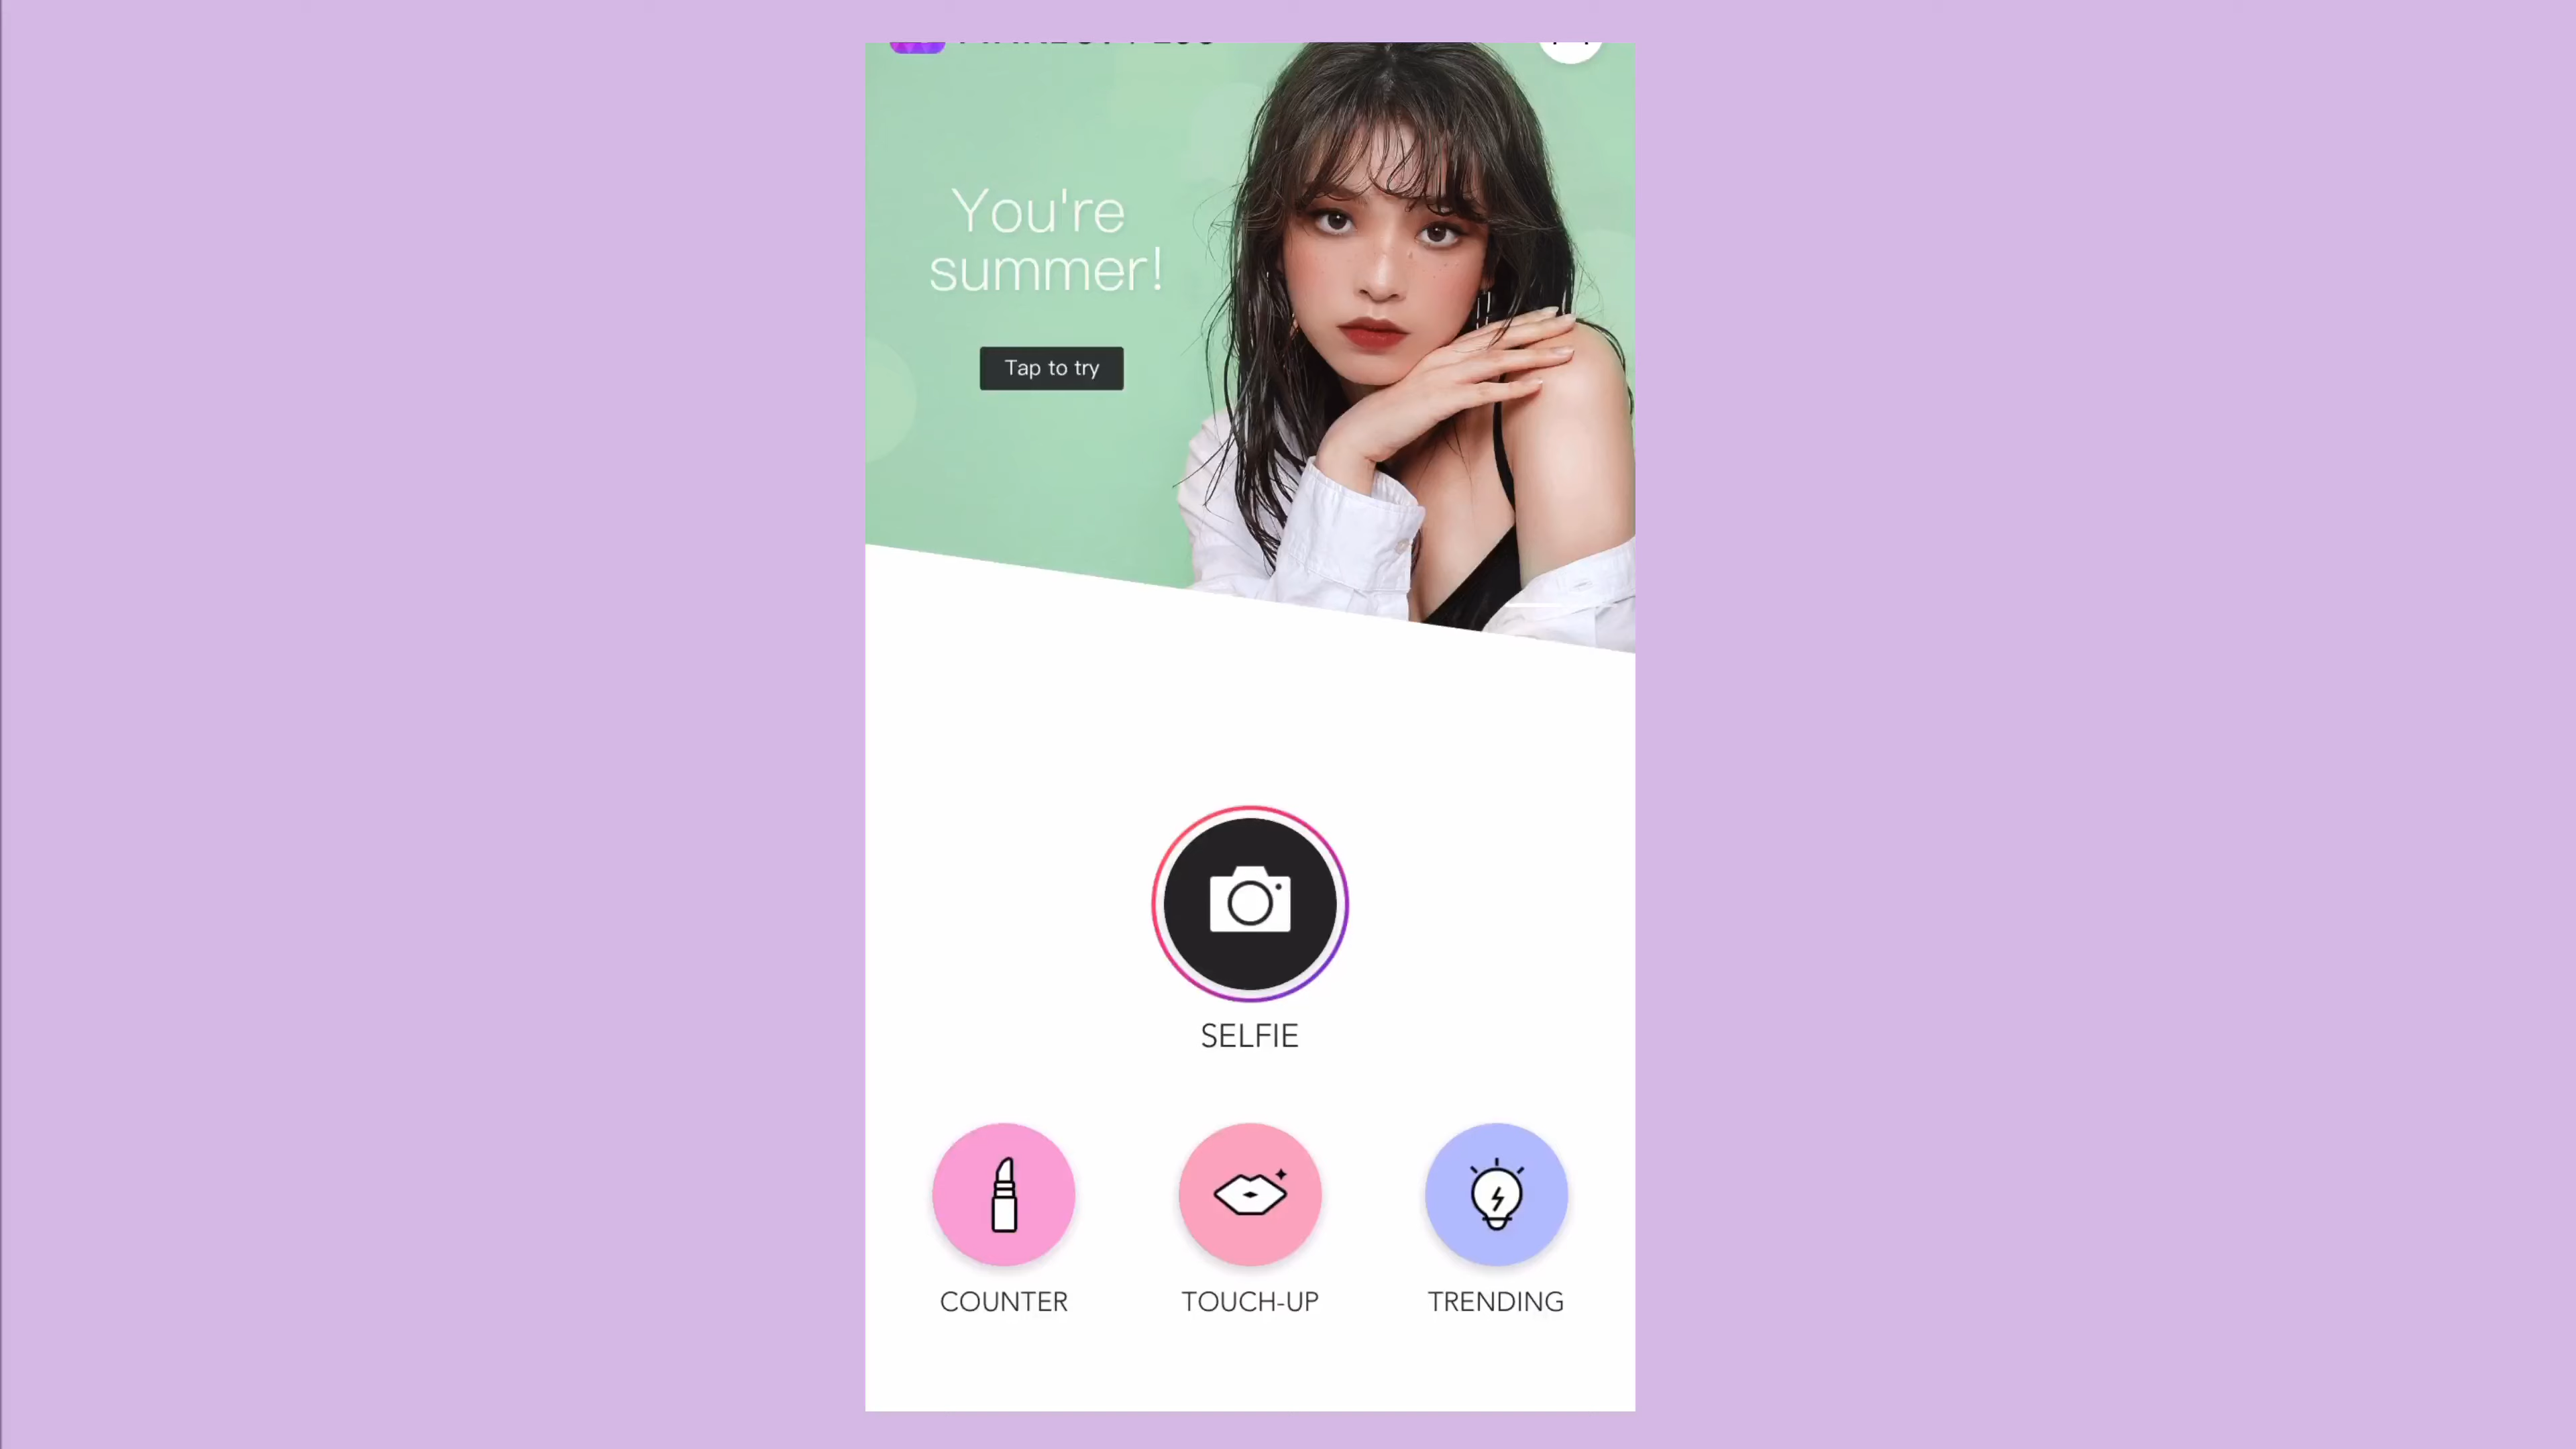 You're
summer!
Tap to try
SELFIE
COUNTER
TOUCH-UP
TRENDING